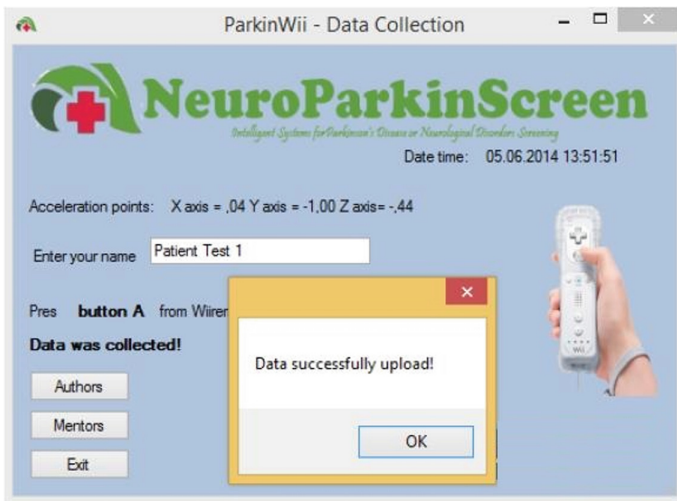 ParkinWii - Data Collection
NeuroParkinScreen
Intelligent Systems for Parkinson's Disease or Neurological Disorders Screening
Date time: 05.06.2014 13:51:51
Acceleration points: X axis = ,04 Y axis = -1,00 Z axis= -,44
Enter your name Patient Test 1
Pres button A from Wiirer
Data was collected!
Data successfully upload!
OK
Authors
Mentors
Exit
Wii